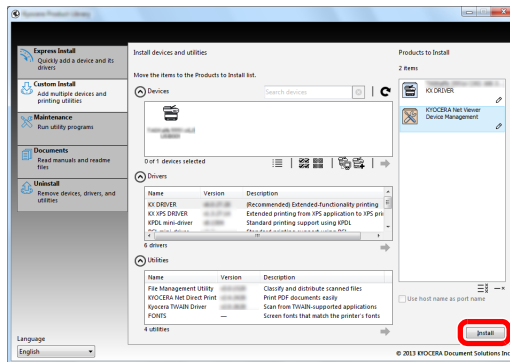 Kyocera Product Library
Express Install
Quickly add a device and its
drivers
Custom Install
Add multiple devices and
printing utilities
Maintenance
Run utility programs
Documents
Read manuals and readme
files
Uninstall
Remove devices, drivers, and
utilities
Language
English
Install devices and utilities
Move the items to the Products to Install list.
Devices
Search devices
0 of 1 devices selected
Drivers
Name Version Description
KX DRIVER (Recommended) Extended-functionality printing
KX XPS DRIVER Extended printing from XPS application to XPS prin
KPDL mini-driver Standard printing support using KPDL
6 drivers
Utilities
Name Version Description
File Management Utility Classify and distribute scanned files
KYOCERA Net Direct Print Print PDF documents easily
Kyocera TWAIN Driver Scan from TWAIN-supported applications
FONTS — Screen fonts that match the printer's fonts
4 utilities
Products to Install
2 items
KX DRIVER
KYOCERA Net Viewer
Device Management
Use host name as port name
Install
© 2013 KYOCERA Document Solutions Inc